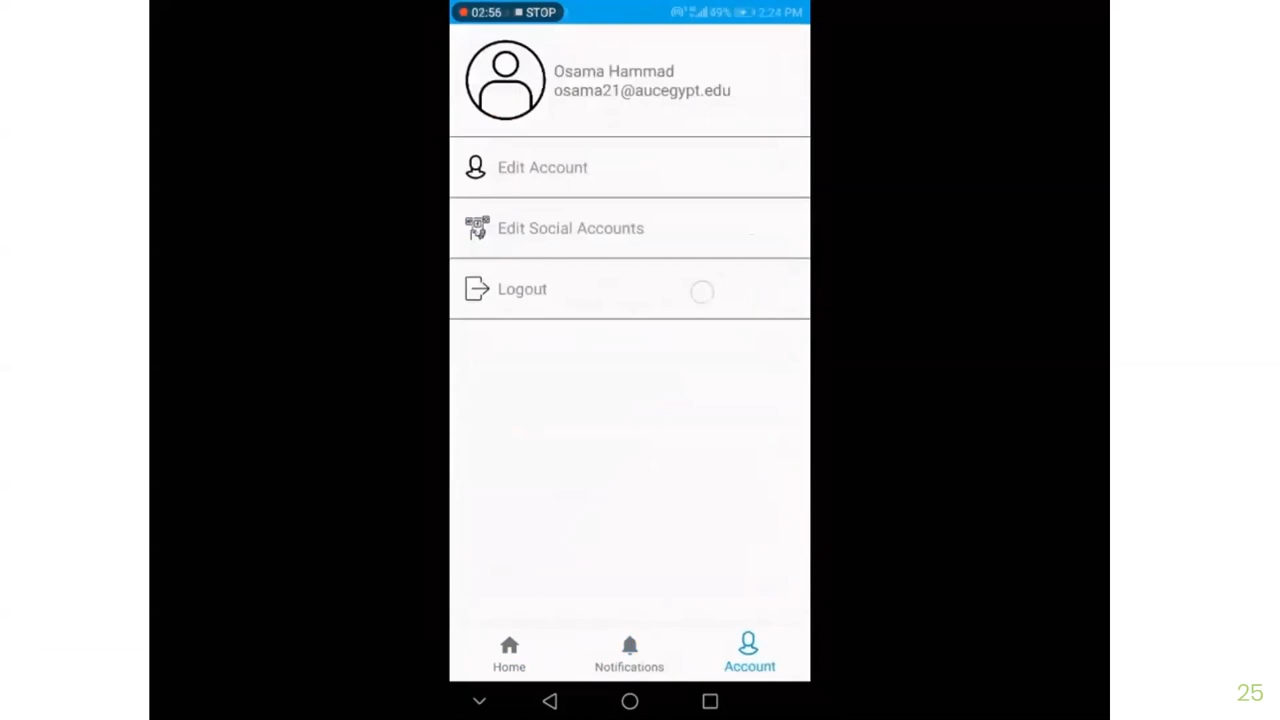 02:56 STOP 49% 2:24 PM
Osama Hammad
osama21@aucegypt.edu
Edit Account
Edit Social Accounts
Logout
Home Notifications Account
25